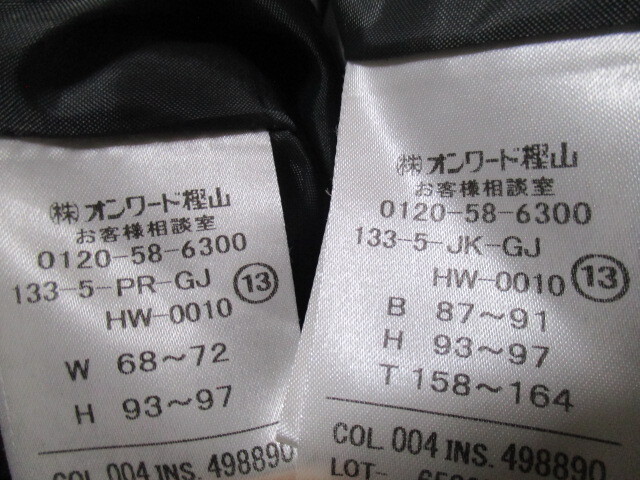 ㈱オンワード樫山
お客様相談室
0120-58-6300
133-5-PR-GJ
HW-0010 ⑬
W 68~72
H 93~97
COL 004 INS. 498890
㈱オンワード樫山
お客様相談室
0120-58-6300
133-5-JK-GJ
HW-0010 ⑬
B 87~91
H 93~97
T 158~164
COL 004 INS. 498890
LOT-